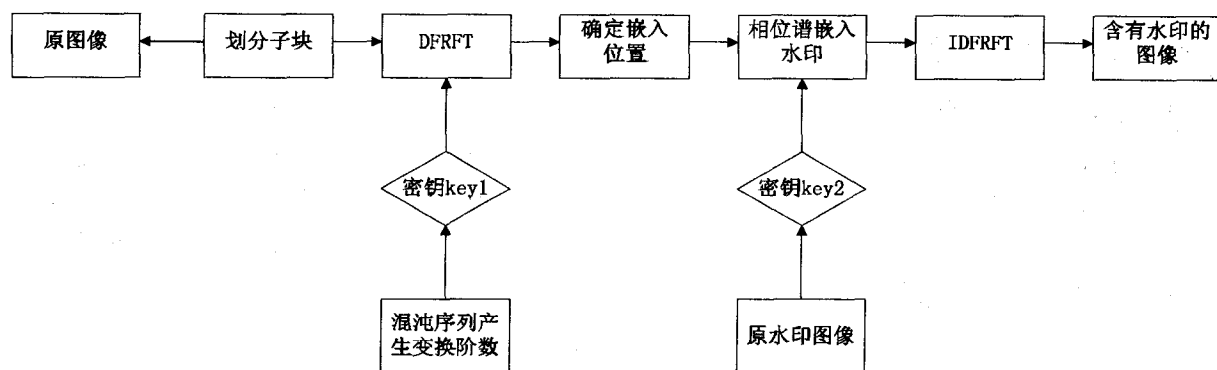 原图像
划分子块
DFRFT
确定嵌入
位置
相位谱嵌入
水印
IDFRFT
含有水印的
图像
密钥key1
密钥key2
混沌序列产
生变换阶数
原水印图像